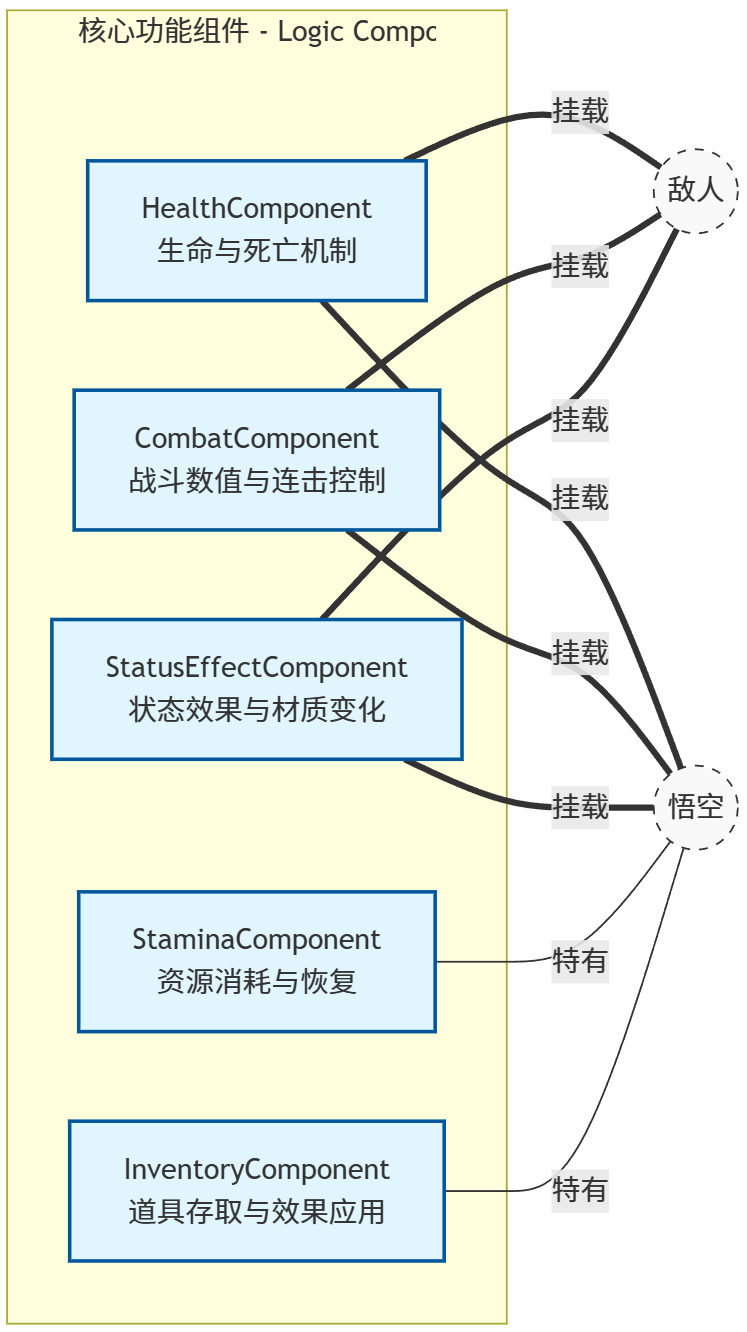 核心功能组件 - Logic Compc
挂载
敌人
HealthComponent
生命与死亡机制
挂载
挂载
CombatComponent
战斗数值与连击控制
挂载
挂载
StatusEffectComponent
状态效果与材质变化
挂载
悟空
StaminaComponent
资源消耗与恢复
特有
InventoryComponent
道具存取与效果应用
特有